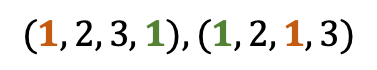 (1, 2, 3, 1), (1, 2, 1, 3)